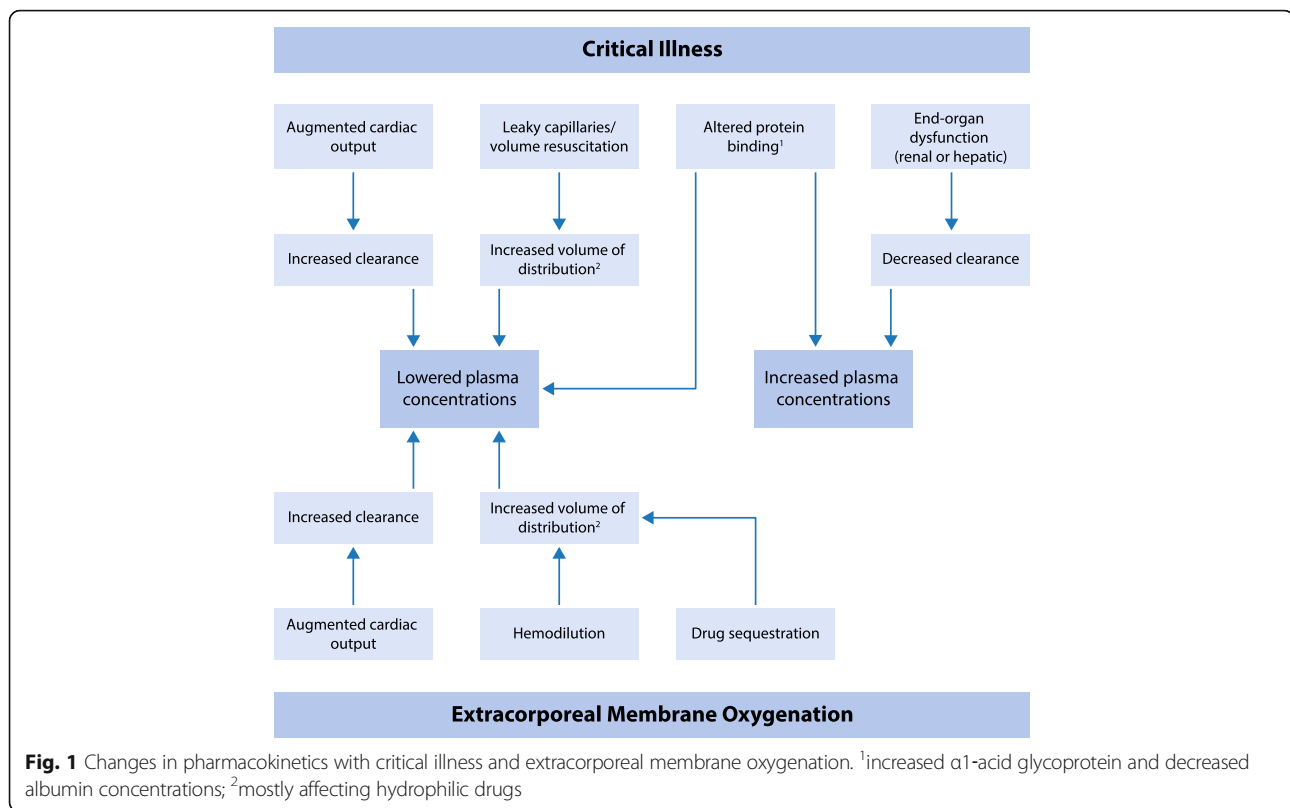 Critical Illness
Augmented cardiac
output
Leaky capillaries/
volume resuscitation
Altered protein
binding¹
End-organ
dysfunction
(renal or hepatic)
Increased clearance
Increased volume of
distribution²
Decreased clearance
Lowered plasma
concentrations
Increased plasma
concentrations
Increased clearance
Increased volume of
distribution²
Augmented cardiac
output
Hemodilution
Drug sequestration
Extracorporeal Membrane Oxygenation
Fig. 1 Changes in pharmacokinetics with critical illness and extracorporeal membrane oxygenation. ¹increased α1-acid glycoprotein and decreased
albumin concentrations; ²mostly affecting hydrophilic drugs